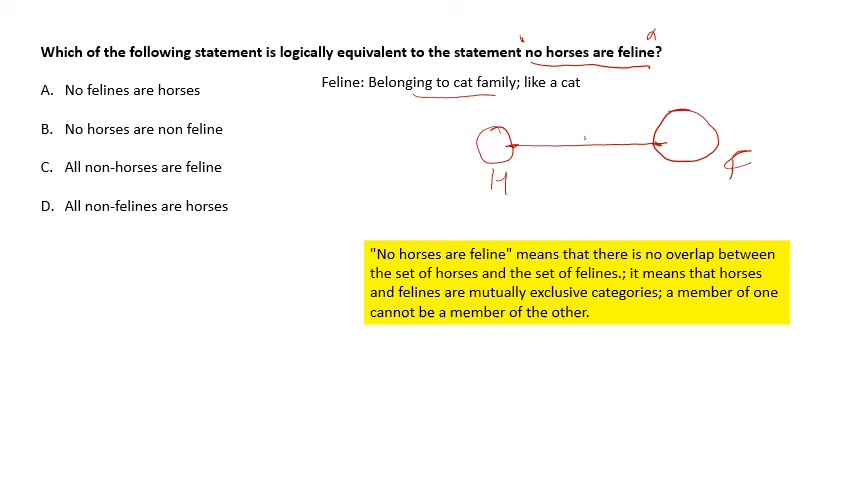 Which of the following statement is logically equivalent to the statement no horses are feline?
Feline: Belonging to cat family; like a cat
A. No felines are horses
B. No horses are non feline
C. All non-horses are feline
D. All non-felines are horses
H
F
"No horses are feline" means that there is no overlap between
the set of horses and the set of felines.; it means that horses
and felines are mutually exclusive categories; a member of one
cannot be a member of the other.